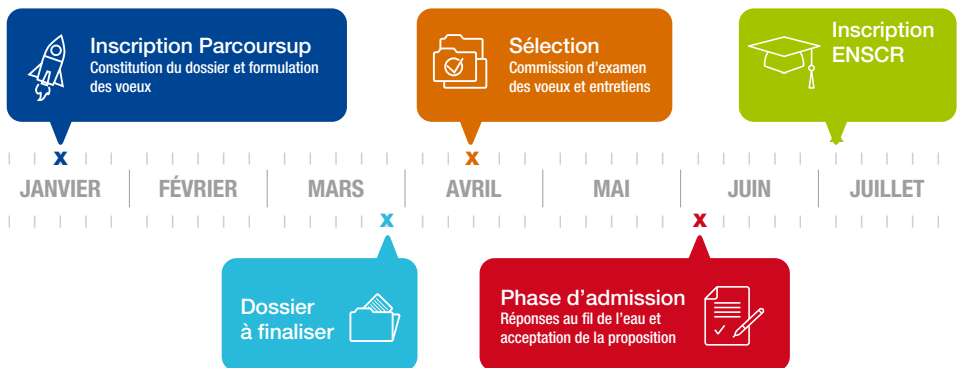 Inscription Parcoursup
Constitution du dossier et formulation
des voeux
Sélection
Commission d'examen
des voeux et entretiens
Inscription
ENSCR
x
x
JANVIER
FÉVRIER
MARS
AVRIL
MAI
JUIN
JUILLET
x
x
Dossier
à finaliser
Phase d'admission
Réponses au fil de l'eau et
acceptation de la proposition